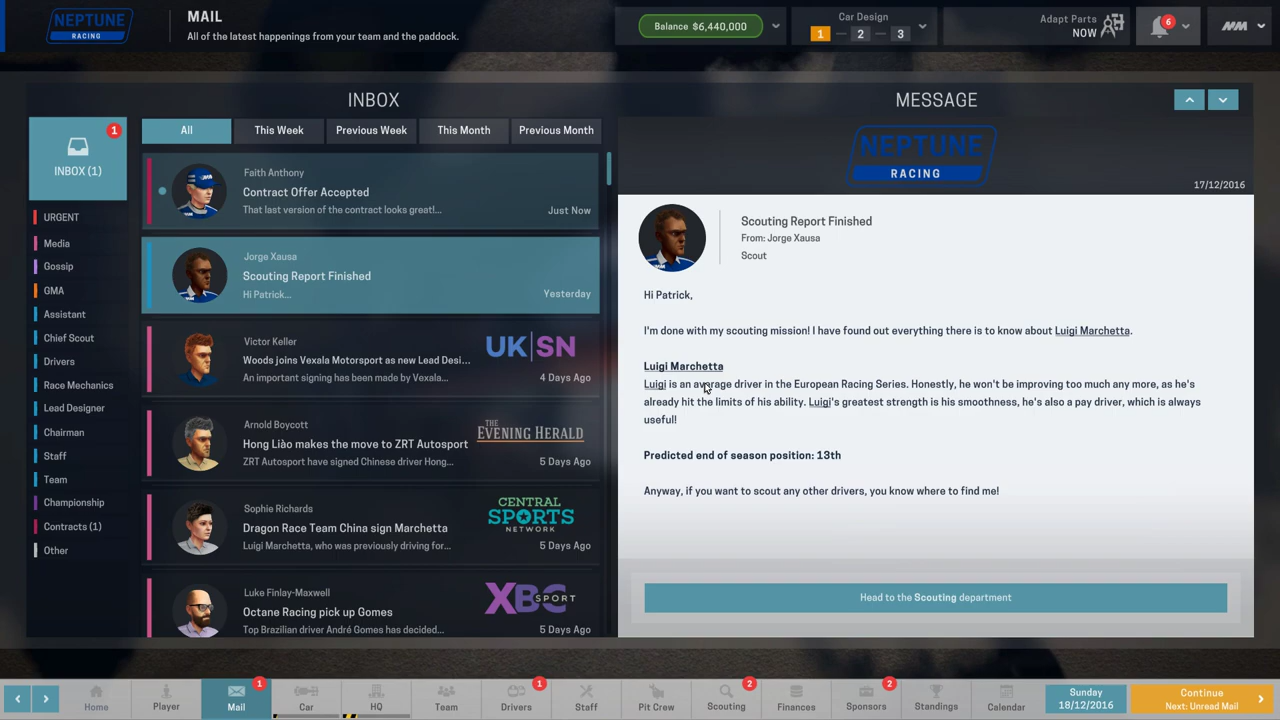 NEPTUNE
RACING
MAIL
All of the latest happenings from your team and the paddock.
Balance $6,440,000
Car Design
1
2
3
Adapt Parts
NOW
6
INBOX
MESSAGE
1
INBOX (1)
All
This Week
Previous Week
This Month
Previous Month
URGENT
Media
Gossip
GMA
Assistant
Chief Scout
Drivers
Race Mechanics
Lead Designer
Chairman
Staff
Team
Championship
Contracts (1)
Other
Faith Anthony
Contract Offer Accepted
That last version of the contract looks great!...
Just Now
Jorge Xausa
Scouting Report Finished
Hi Patrick...
Yesterday
Victor Keller
UK|SN
Woods joins Vexala Motorsport as new Lead Desi...
An important signing has been made by Vexala...
4 Days Ago
Arnold Boycott
THE
EVENING HERALD
Hong Liào makes the move to ZRT Autosport
ZRT Autosport have signed Chinese driver Hong...
5 Days Ago
Sophie Richards
CENTRAL
SPORTS
NETWORK
Dragon Race Team China sign Marchetta
Luigi Marchetta, who was previously driving for...
5 Days Ago
Luke Finlay-Maxwell
XBC SPORT
Octane Racing pick up Gomes
Top Brazilian driver André Gomes has decided...
5 Days Ago
NEPTUNE
RACING
17/12/2016
Scouting Report Finished
From: Jorge Xausa
Scout
Hi Patrick,
I'm done with my scouting mission! I have found out everything there is to know about Luigi Marchetta.
Luigi Marchetta
Luigi is an average driver in the European Racing Series. Honestly, he won't be improving too much any more, as he's
already hit the limits of his ability. Luigi's greatest strength is his smoothness, he's also a pay driver, which is always
useful!
Predicted end of season position: 13th
Anyway, if you want to scout any other drivers, you know where to find me!
Head to the Scouting department
Home
Player
Mail
1
Car
HQ
Team
Drivers
1
Staff
Pit Crew
Scouting
2
Finances
Sponsors
2
Standings
Calendar
Sunday
18/12/2016
Continue
Next: Unread Mail